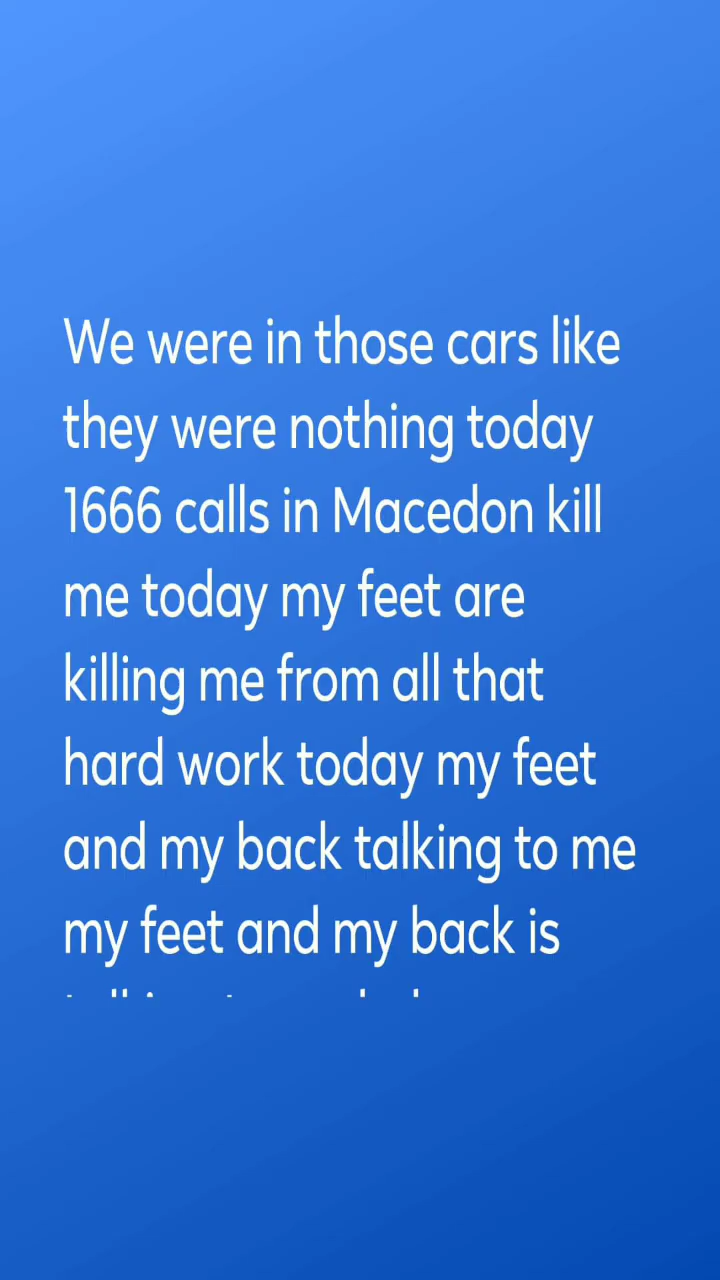 We were in those cars like
they were nothing today
1666 calls in Macedon kill
me today my feet are
killing me from all that
hard work today my feet
and my back talking to me
my feet and my back is